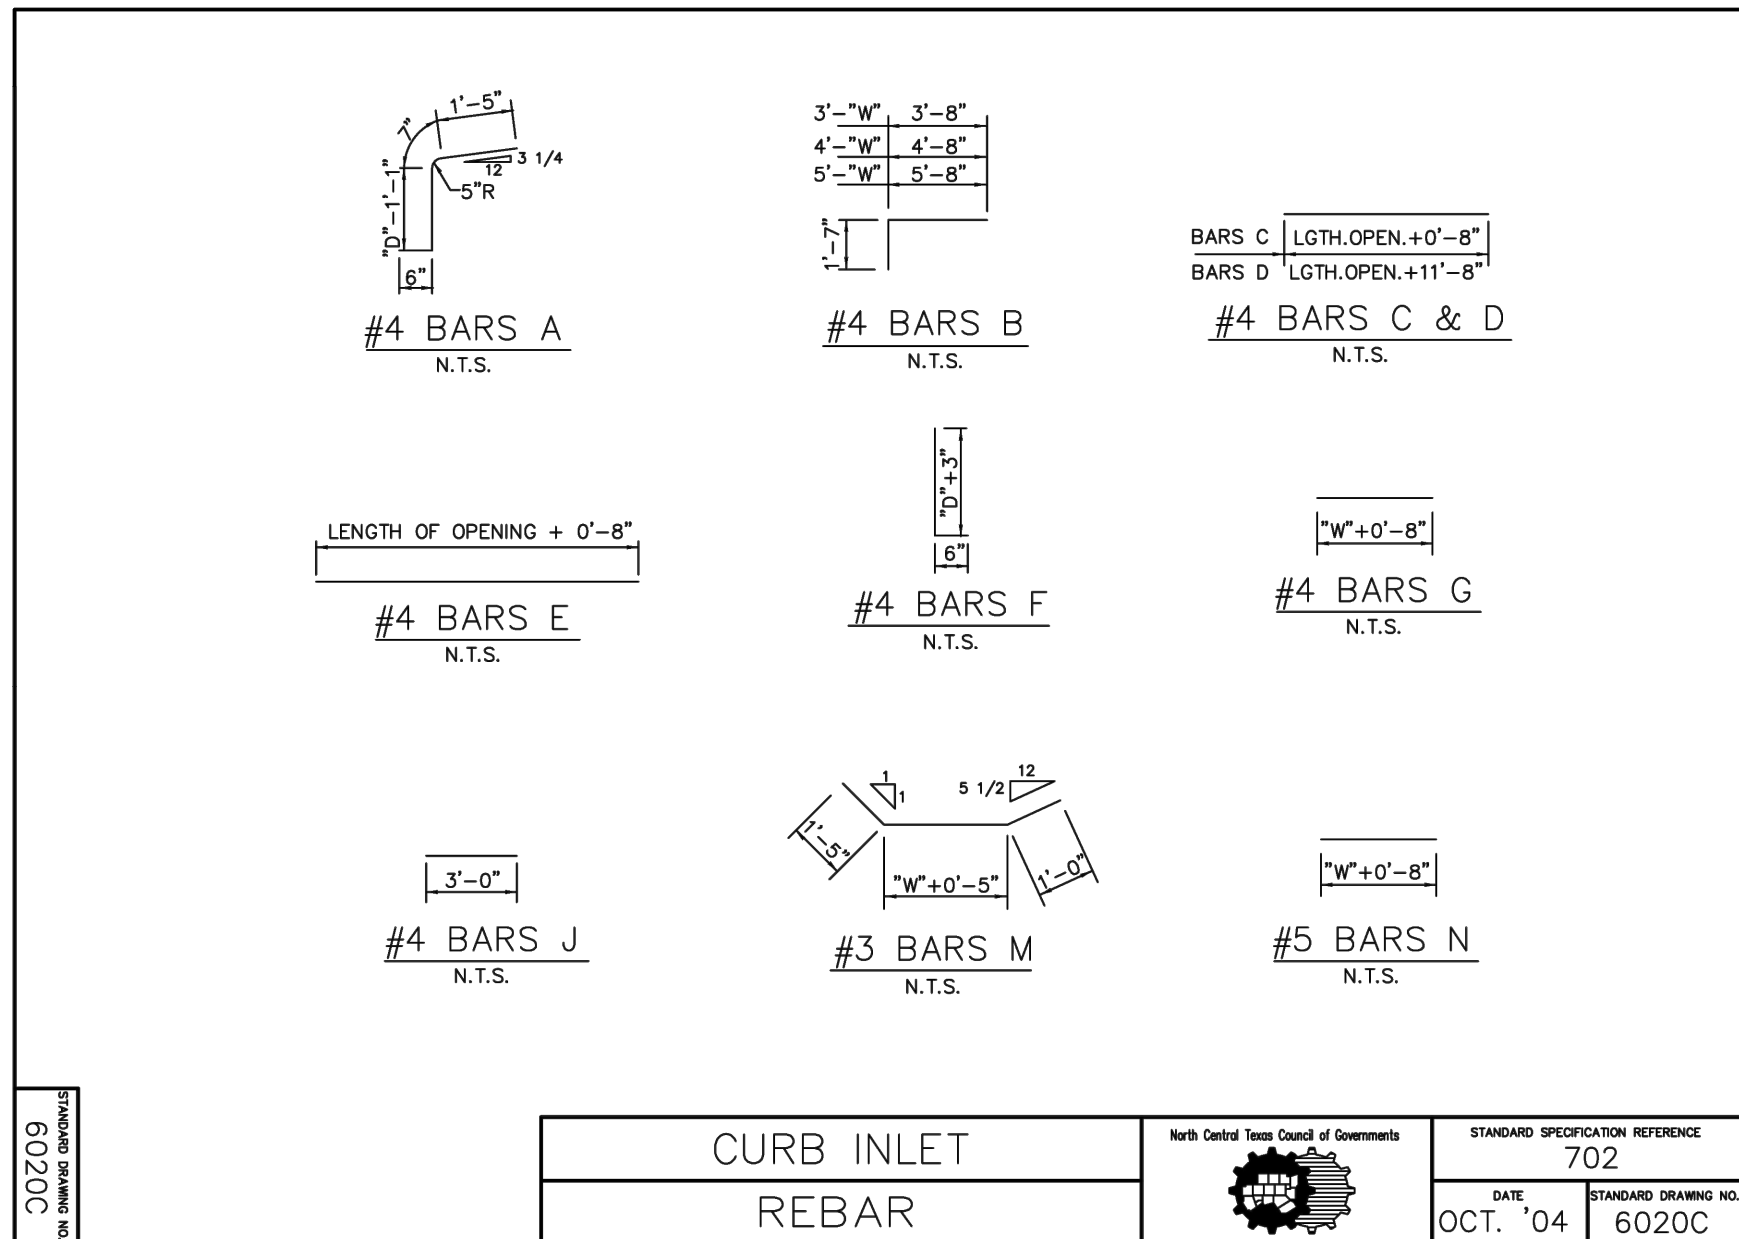 1'-5"
7"
3 1/4
12
5"R
"D"-1'-1"
6"
#4 BARS A
N.T.S.
3'-"W" 3'-8"
4'-"W" 4'-8"
5'-"W" 5'-8"
1'-7"
#4 BARS B
N.T.S.
BARS C LGTH.OPEN.+0'-8"
BARS D LGTH.OPEN.+11'-8"
#4 BARS C & D
N.T.S.
LENGTH OF OPENING + 0'-8"
#4 BARS E
N.T.S.
"D"+3"
6"
#4 BARS F
N.T.S.
"W"+0'-8"
#4 BARS G
N.T.S.
3'-0"
#4 BARS J
N.T.S.
1
1
12
5 1/2
1'-5"
"W"+0'-5"
1'-0"
#3 BARS M
N.T.S.
"W"+0'-8"
#5 BARS N
N.T.S.
STANDARD DRAWING NO.
6020C
CURB INLET
REBAR
North Central Texas Council of Governments
STANDARD SPECIFICATION REFERENCE
702
DATE
OCT. '04
STANDARD DRAWING NO.
6020C